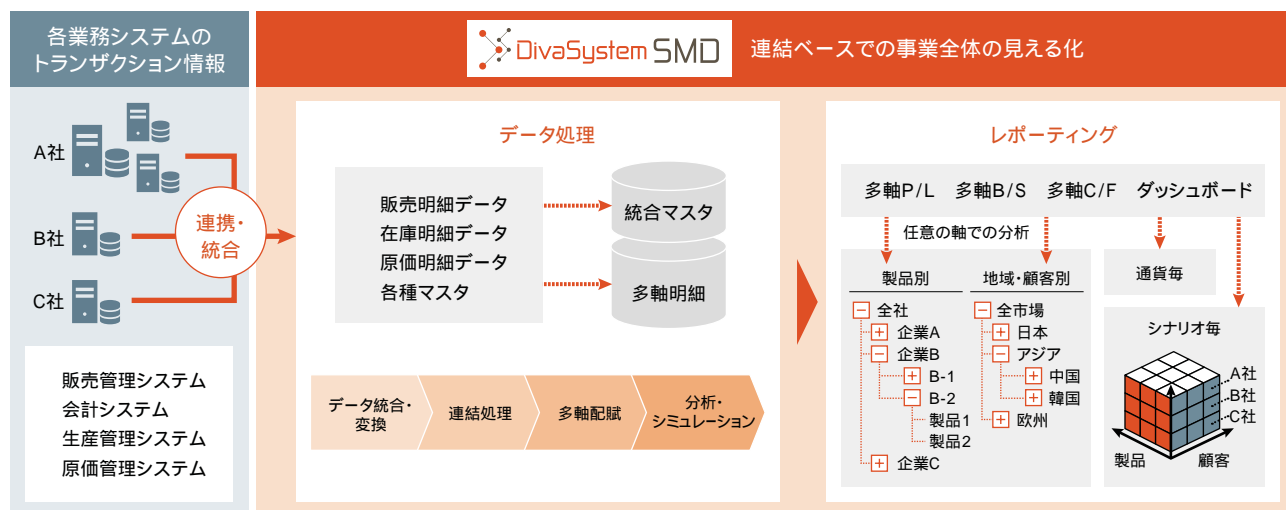 各業務システムの
トランザクション情報
A社
B社
C社
連携・
統合
販売管理システム
会計システム
生産管理システム
原価管理システム
DivaSystem SMD
連結ベースでの事業全体の見える化
データ処理
販売明細データ
在庫明細データ
原価明細データ
各種マスタ
統合マスタ
多軸明細
データ統合・
変換
連結処理
多軸配賦
分析・
シミュレーション
レポーティング
多軸P/L 多軸B/S 多軸C/F ダッシュボード
任意の軸での分析
製品別
全社
企業A
企業B
B-1
B-2
製品1
製品2
企業C
地域・顧客別
全市場
日本
アジア
中国
韓国
欧州
通貨毎
シナリオ毎
A社
B社
C社
製品
顧客